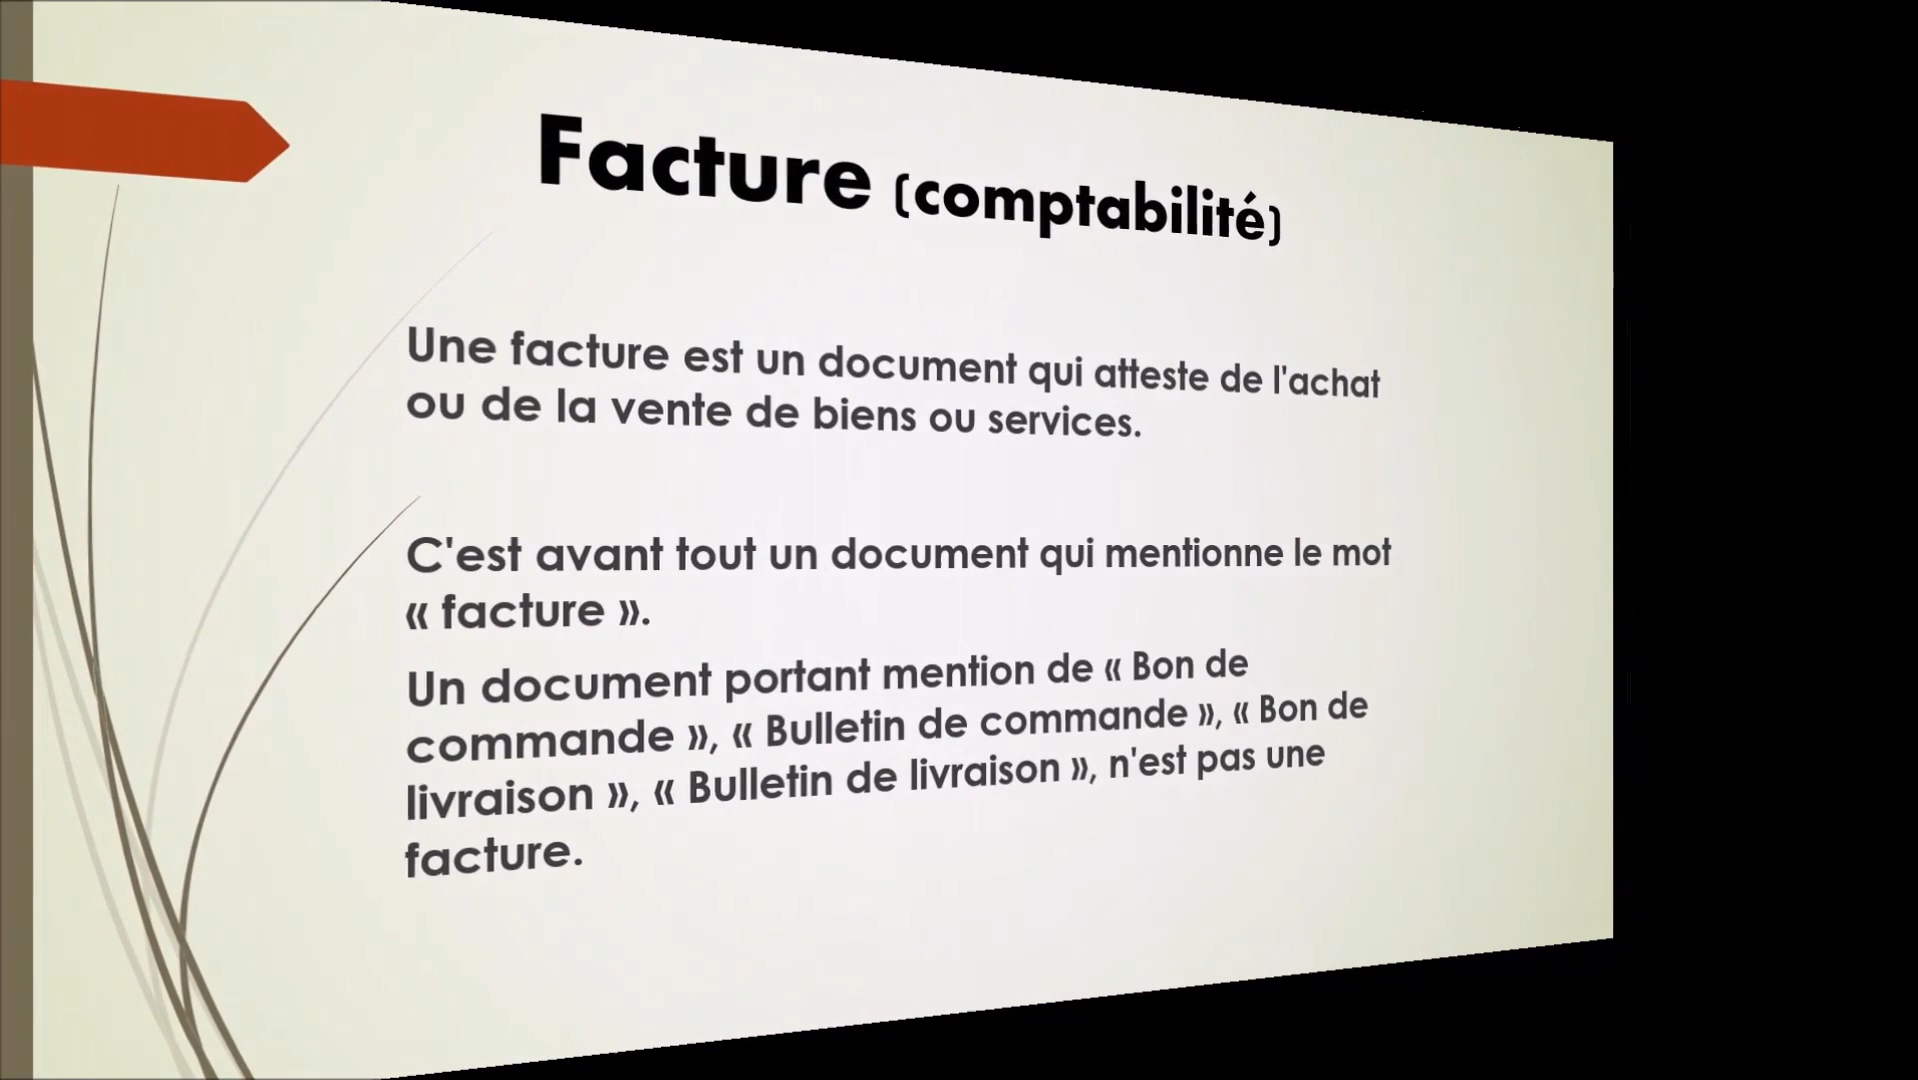 Facture (comptabilité)
Une facture est un document qui atteste de l'achat
ou de la vente de biens ou services.
C'est avant tout un document qui mentionne le mot
« facture ».
Un document portant mention de « Bon de
commande », « Bulletin de commande », « Bon de
livraison », « Bulletin de livraison », n'est pas une
facture.